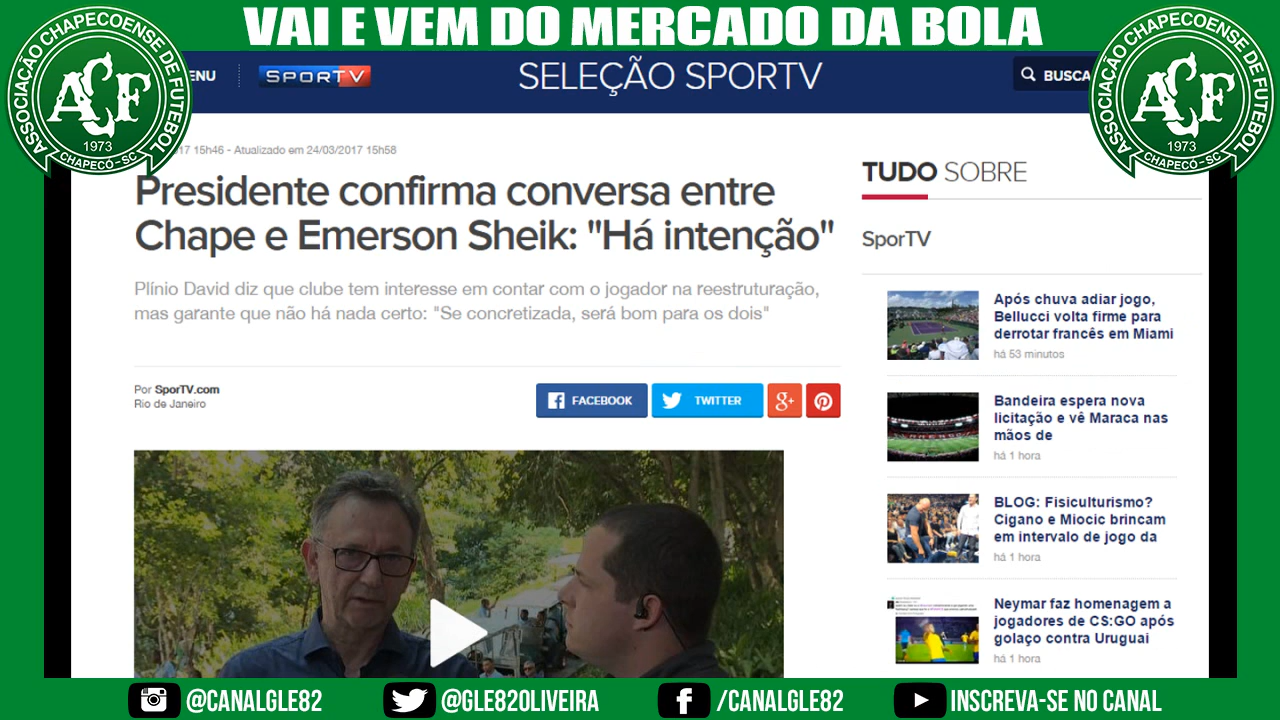 VAI E VEM DO MERCADO DA BOLA
ASSOCIAÇÃO CHAPECOENSE DE FUTEBOL
ACF
1973
CHAPECÓ - SC
ENU
SPORTV
SELEÇÃO SPORTV
BUSCA
ASSOCIAÇÃO CHAPECOENSE DE FUTEBOL
ACF
1973
CHAPECÓ - SC
17 15h46 - Atualizado em 24/03/2017 15h58
Presidente confirma conversa entre
Chape e Emerson Sheik: "Há intenção"
Plínio David diz que clube tem interesse em contar com o jogador na reestruturação,
mas garante que não há nada certo: "Se concretizada, será bom para os dois"
Por SporTV.com
Rio de Janeiro
FACEBOOK
TWITTER
g+
TUDO SOBRE
SporTV
Após chuva adiar jogo,
Bellucci volta firme para
derrotar francês em Miami
há 53 minutos
Bandeira espera nova
licitação e vê Maraca nas
mãos de
há 1 hora
BLOG: Fisiculturismo?
Cigano e Miocic brincam
em intervalo de jogo da
há 1 hora
Neymar faz homenagem a
jogadores de CS:GO após
golaço contra Uruguai
há 1 hora
@CANALGLE82
@GLE82OLIVEIRA
/CANALGLE82
INSCREVA-SE NO CANAL